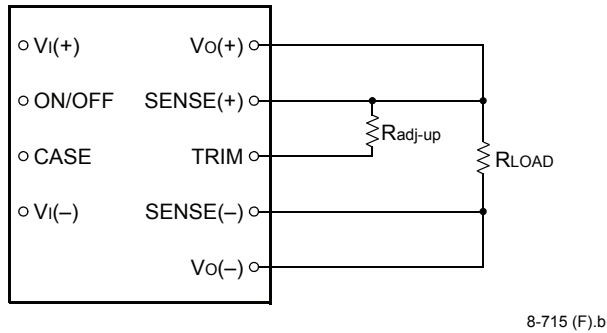 VI(+) VO(+)
ON/OFF SENSE(+)
Radj-up
CASE TRIM
RLOAD
VI(–) SENSE(–)
VO(–)
8-715 (F).b